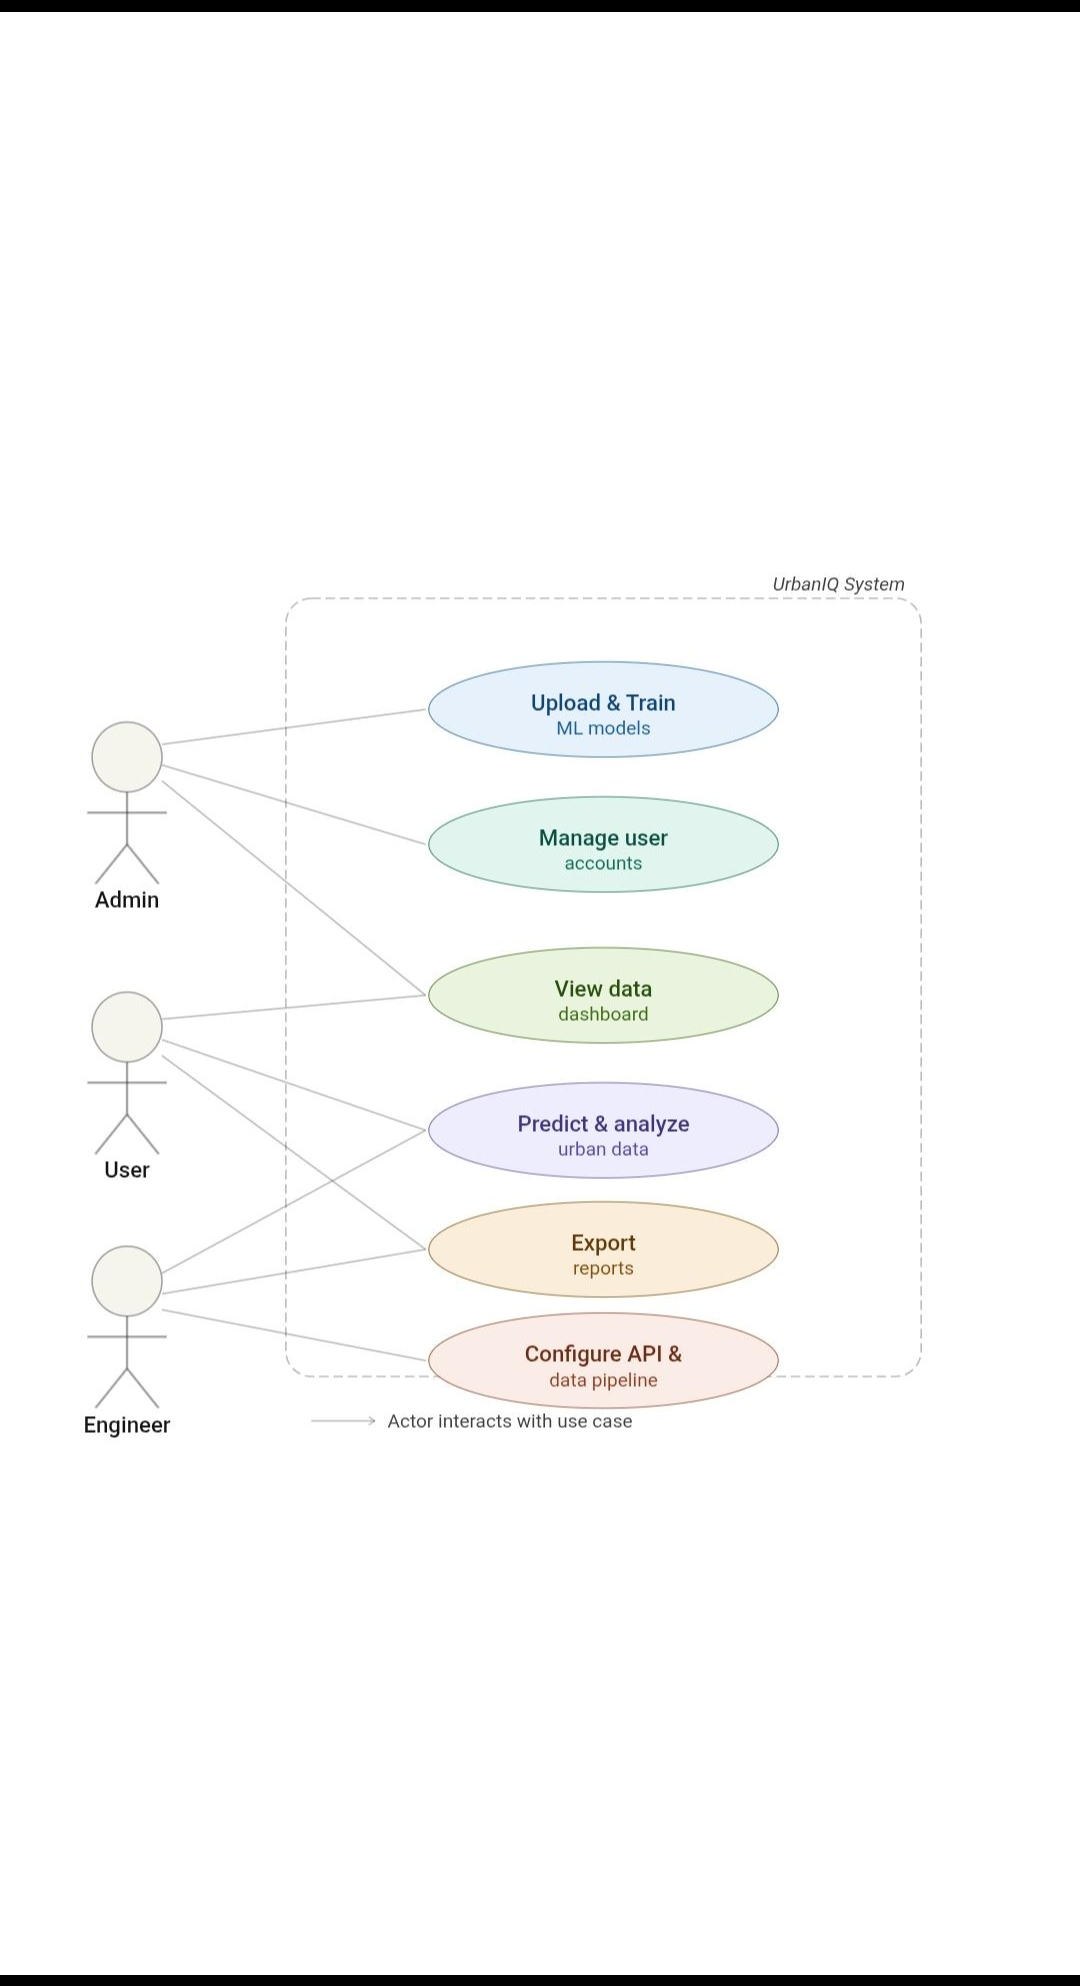 UrbanIQ System
Upload & Train
ML models
Manage user
accounts
Admin
View data
dashboard
Predict & analyze
urban data
User
Export
reports
Configure API &
data pipeline
Engineer
Actor interacts with use case